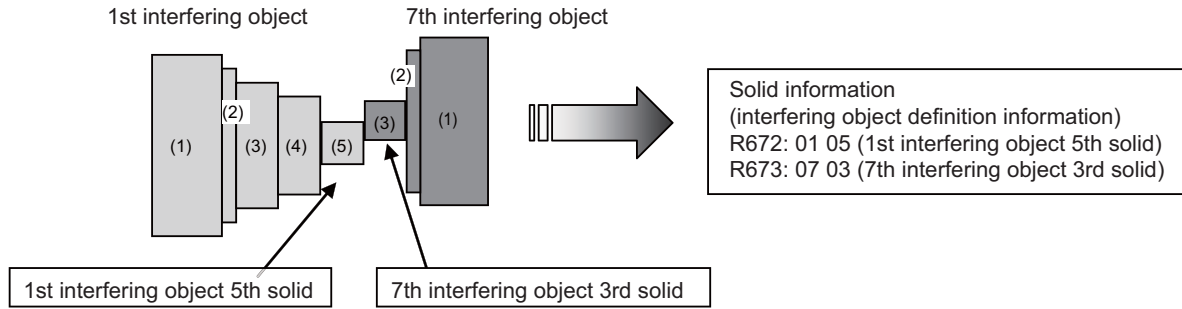 1st interfering object
7th interfering object
(1)
(2)
(3)
(4)
(5)
(3)
(2)
(1)
Solid information
(interfering object definition information)
R672: 01 05 (1st interfering object 5th solid)
R673: 07 03 (7th interfering object 3rd solid)
1st interfering object 5th solid
7th interfering object 3rd solid